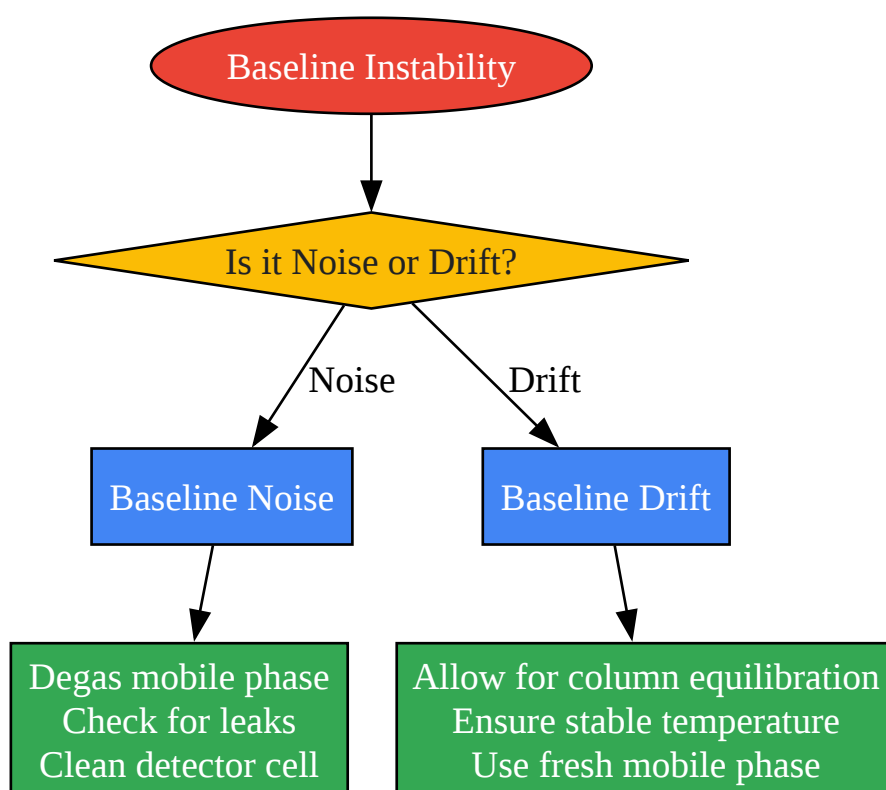 Baseline Instability
Is it Noise or Drift?
Noise
Drift
Baseline Noise
Baseline Drift
Degas mobile phase
Check for leaks
Clean detector cell
Allow for column equilibration
Ensure stable temperature
Use fresh mobile phase